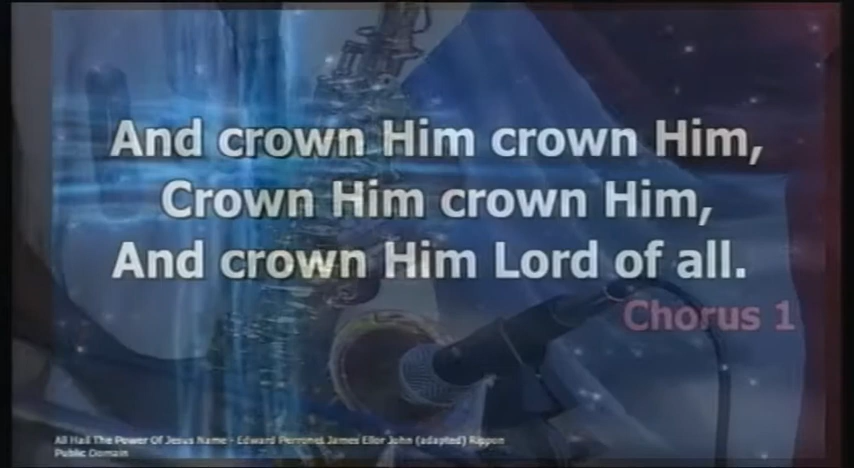 And crown Him crown Him,
Crown Him crown Him,
And crown Him Lord of all.
Chorus 1
All Hail The Power Of Jesus Name - Edward Perronet James Ellor John (adapted) Rippon
Public Domain